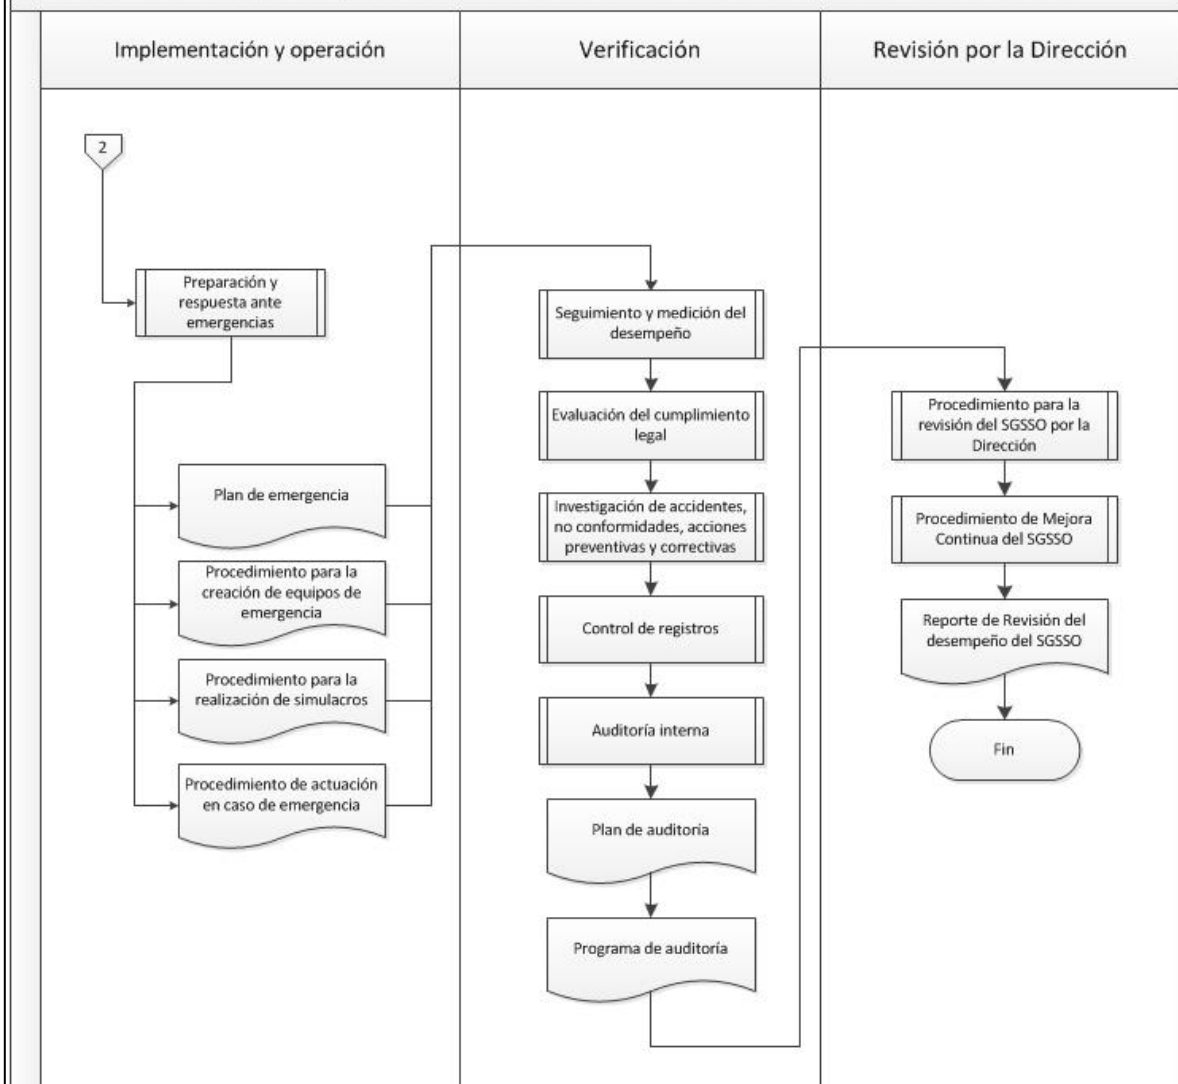 Implementación y operación
Verificación
Revisión por la Dirección
2
Preparación y
respuesta ante
emergencias
Plan de emergencia
Procedimiento para la
creación de equipos de
emergencia
Procedimiento para la
realización de simulacros
Procedimiento de actuación
en caso de emergencia
Seguimiento y medición del
desempeño
Evaluación del cumplimiento
legal
Investigación de accidentes,
no conformidades, acciones
preventivas y correctivas
Control de registros
Auditoría interna
Plan de auditoría
Programa de auditoría
Procedimiento para la
revisión del SGSSO por la
Dirección
Procedimiento de Mejora
Continua del SGSSO
Reporte de Revisión del
desempeño del SGSSO
Fin